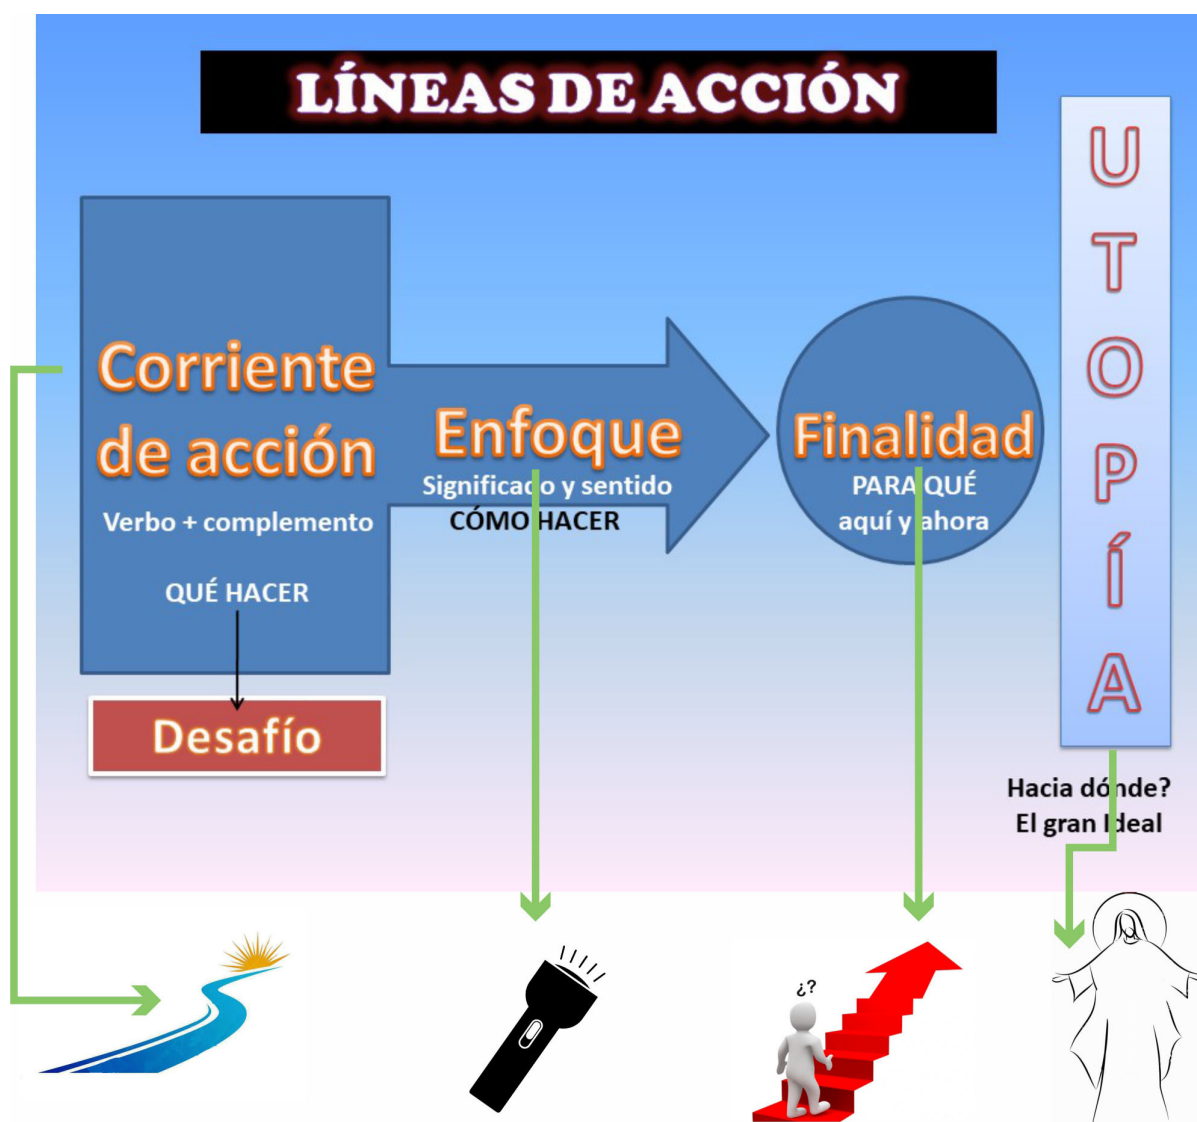 LÍNEAS DE ACCIÓN
UTOPÍA
Corriente
de acción
Verbo + complemento
QUÉ HACER
Desafío
Enfoque
Significado y sentido
CÓMO HACER
Finalidad
PARA QUÉ
aquí y ahora
Hacia dónde?
El gran Ideal
¿?